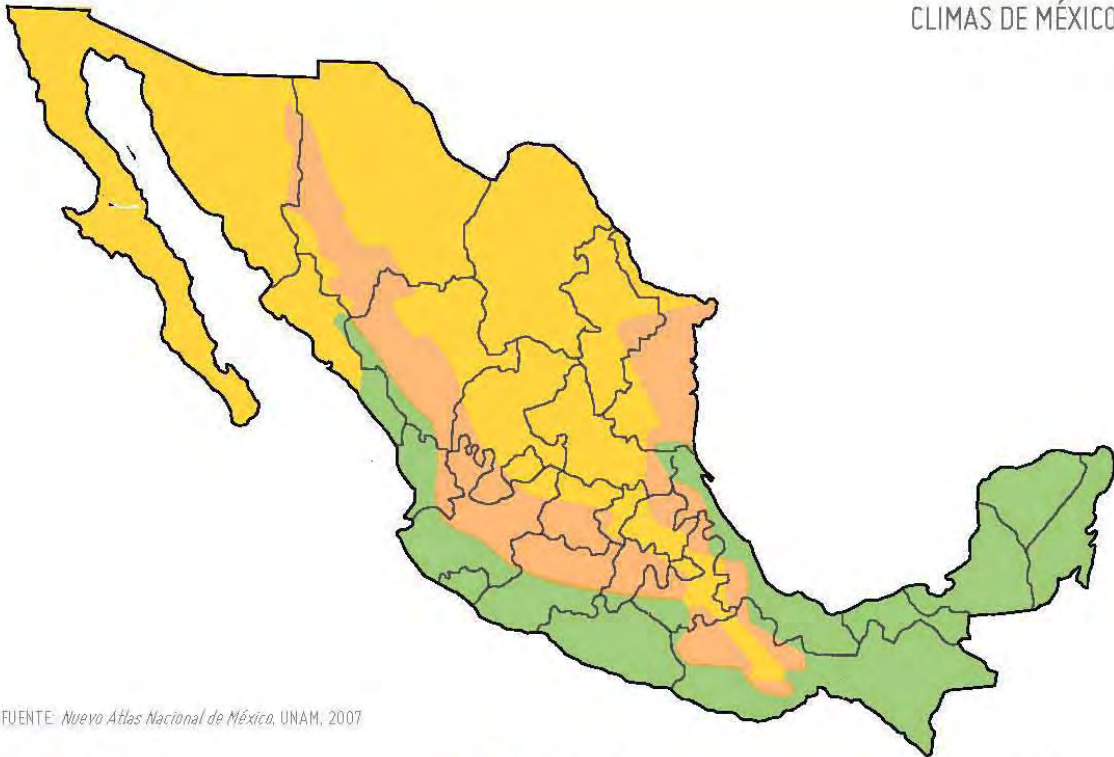 CLIMAS DE MÉXICO
FUENTE: Nuevo Atlas Nacional de México, UNAM, 2007